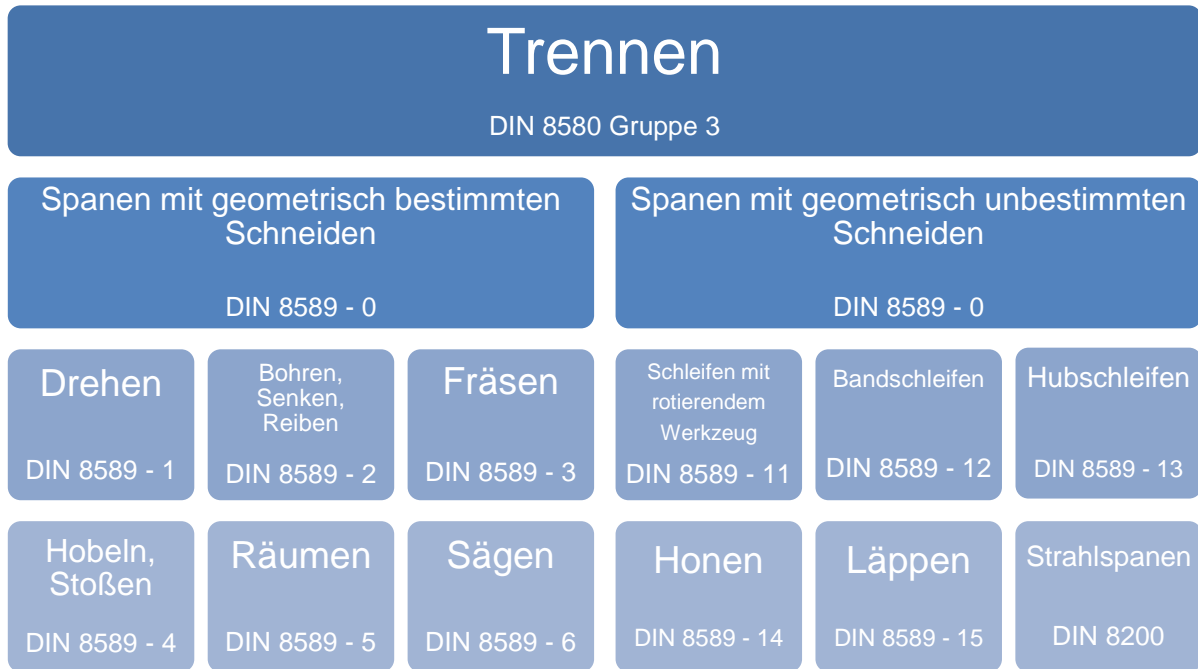 Trennen
DIN 8580 Gruppe 3
Spanen mit geometrisch bestimmten
Schneiden
DIN 8589 - 0
Spanen mit geometrisch unbestimmten
Schneiden
DIN 8589 - 0
Drehen
DIN 8589 - 1
Bohren,
Senken,
Reiben
DIN 8589 - 2
Fräsen
DIN 8589 - 3
Schleifen mit
rotierendem
Werkzeug
DIN 8589 - 11
Bandschleifen
DIN 8589 - 12
Hubschleifen
DIN 8589 - 13
Hobeln,
Stoßen
DIN 8589 - 4
Räumen
DIN 8589 - 5
Sägen
DIN 8589 - 6
Honen
DIN 8589 - 14
Läppen
DIN 8589 - 15
Strahlspanen
DIN 8200